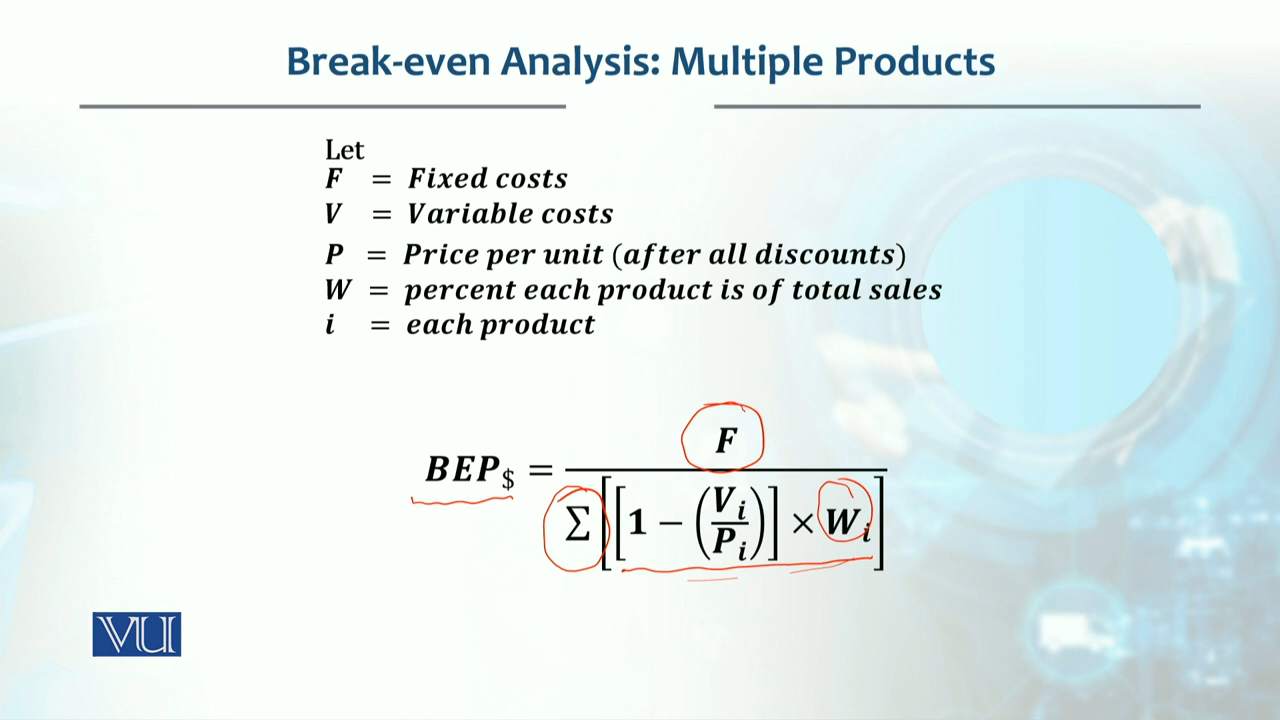 Break-even Analysis: Multiple Products
Let
F = Fixed costs
V = Variable costs
P = Price per unit (after all discounts)
W = percent each product is of total sales
i = each product
BEP$ = F / Σ[[1 − (Vi/Pi)] × Wi]
VU